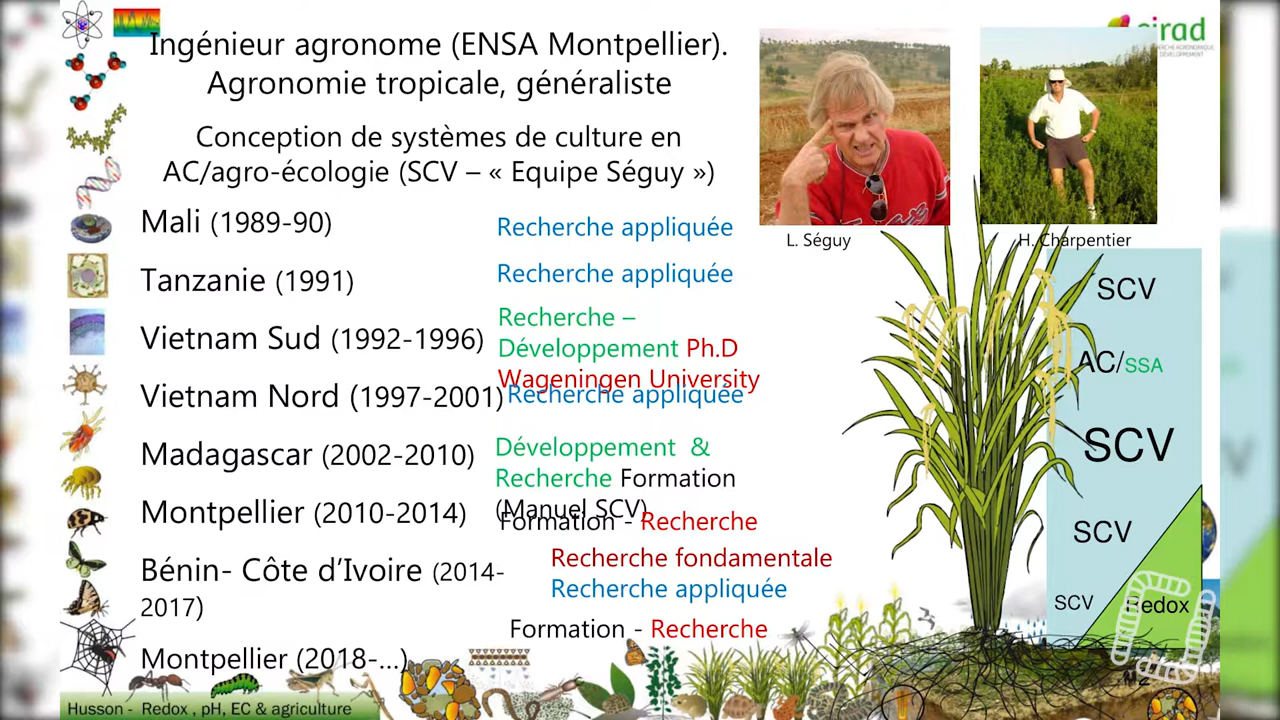 cirad
Ingénieur agronome (ENSA Montpellier).
Agronomie tropicale, généraliste
Conception de systèmes de culture en
AC/agro-écologie (SCV – « Equipe Séguy »)
L. Séguy
H. Charpentier
Mali (1989-90)
Recherche appliquée
Tanzanie (1991)
Recherche appliquée
Vietnam Sud (1992-1996)
Recherche –
Développement Ph.D
Wageningen University
Vietnam Nord (1997-2001)
Recherche appliquée
Madagascar (2002-2010)
Développement &
Recherche Formation
(Manuel SCV)
Montpellier (2010-2014)
Formation - Recherche
Bénin- Côte d’Ivoire (2014-
2017)
Recherche fondamentale
Recherche appliquée
Formation - Recherche
Montpellier (2018-...)
SCV
AC/SSA
SCV
SCV
SCV
Redox
Husson - Redox , pH, EC & agriculture